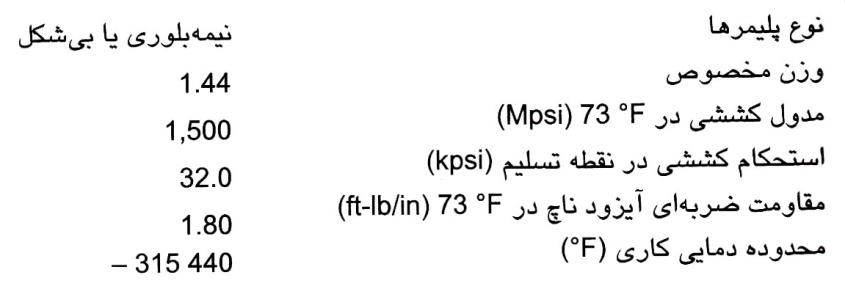 نوع پلیمرها نیمه‌بلوری یا بی‌شکل
وزن مخصوص 1.44
مدول کششی در 73 °F (Mpsi) 1,500
استحکام کششی در نقطه تسلیم (kpsi) 32.0
مقاومت ضربه‌ای آیزود ناچ در 73 °F (ft-lb/in) 1.80
محدوده دمایی کاری (°F) – 315 440